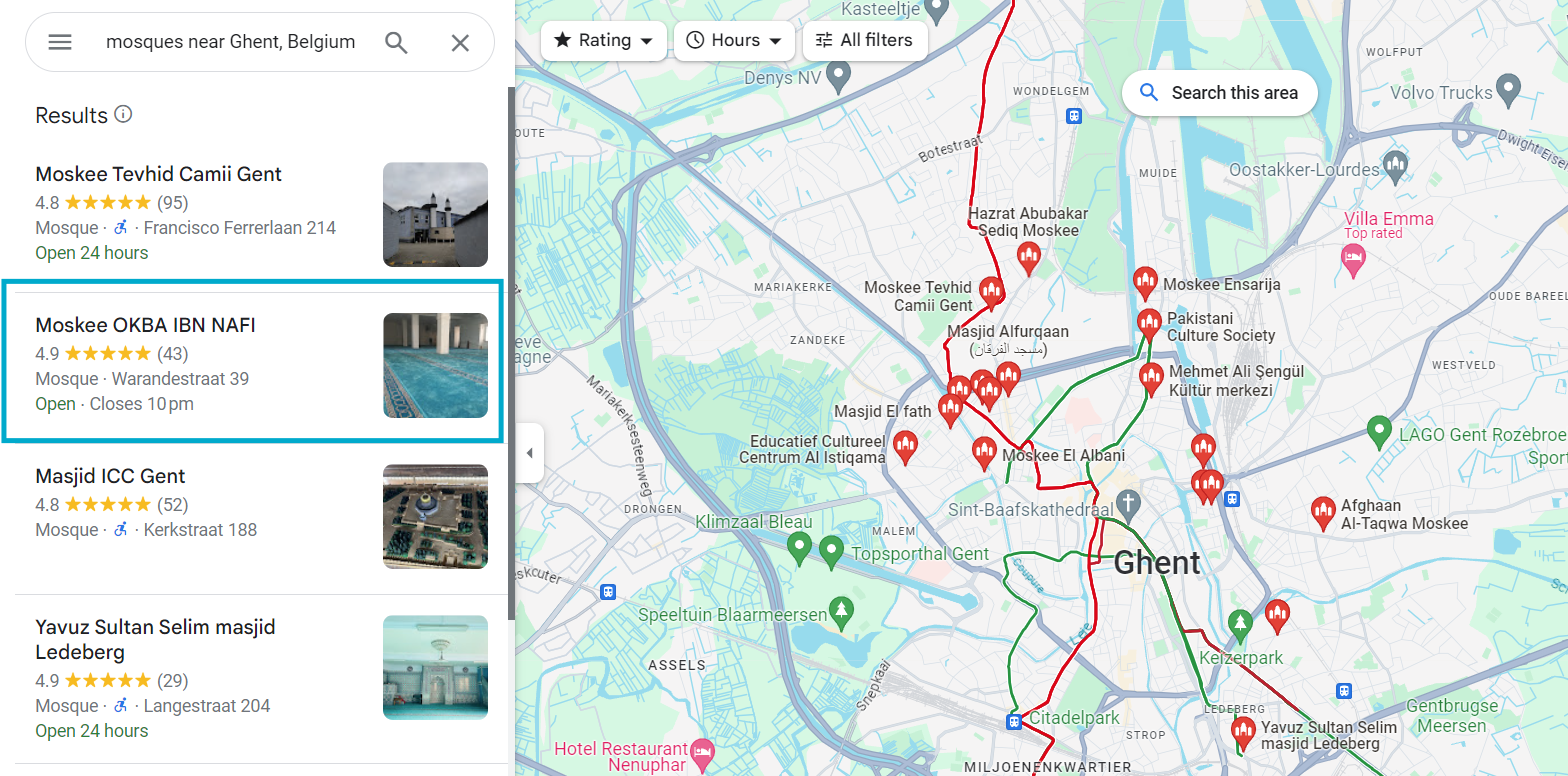 mosques near Ghent, Belgium
Results
Moskee Tevhid Camii Gent
4.8 ★★★★★ (95)
Mosque · · Francisco Ferrerlaan 214
Open 24 hours
Moskee OKBA IBN NAFI
4.9 ★★★★★ (43)
Mosque · Warandestraat 39
Open · Closes 10 pm
Masjid ICC Gent
4.8 ★★★★★ (52)
Mosque · · Kerkstraat 188
Yavuz Sultan Selim masjid
Ledeberg
4.9 ★★★★★ (29)
Mosque · · Langestraat 204
Open 24 hours
Rating
Hours
All filters
Search this area
Kasteeltje
Denys NV
WOLFPUT
WONDELGEM
Volvo Trucks
OUTE
Botestraat
Dwight Eisen
MUIDE
Oostakker-Lourdes
Hazrat Abubakar
Sediq Moskee
Villa Emma
Top rated
Moskee Tevhid
Camii Gent
MARIAKERKE
Moskee Ensarija
OUDE BAREEL
Pakistani
Culture Society
Masjid Alfurqaan
(مسجد الفرقان)
ZANDEKE
eve
agne
Mehmet Ali Şengül
Kültür merkezi
WESTVELD
Mariakerksesteenweg
Masjid El fath
LAGO Gent Rozebroe
Sport
Educatief Cultureel
Centrum Al Istiqama
Moskee El Albani
DRONGEN
Sint-Baafskathedraal
Afghaan
Al-Taqwa Moskee
Klimzaal Bleau
MALEM
Topsporthal Gent
Ghent
eskouter
Coupure
Speeltuin Blaarmeersen
Leie
Keizerpark
ASSELS
Snepkaai
LEDEBERG
Gentbrugse
Meersen
Citadelpark
Yavuz Sultan Selim
masjid Ledeberg
STROP
Hotel Restaurant
Nenuphar
MILJOENENKWARTIER